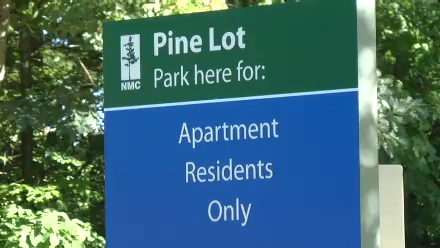 Pine Lot
Park here for:
NMC
Apartment
Residents
Only